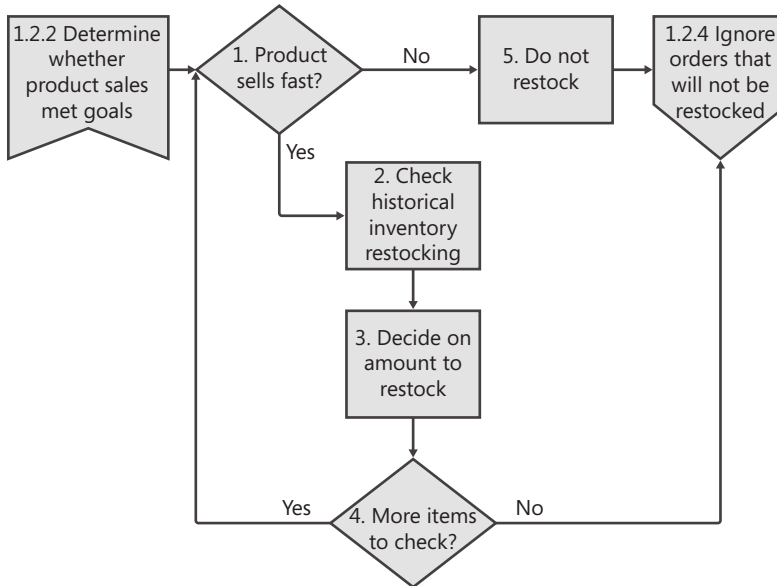 1.2.2 Determine
whether
product sales
met goals
1. Product
sells fast?
No
5. Do not
restock
1.2.4 Ignore
orders that
will not be
restocked
Yes
2. Check
historical
inventory
restocking
3. Decide on
amount to
restock
Yes
4. More items
to check?
No